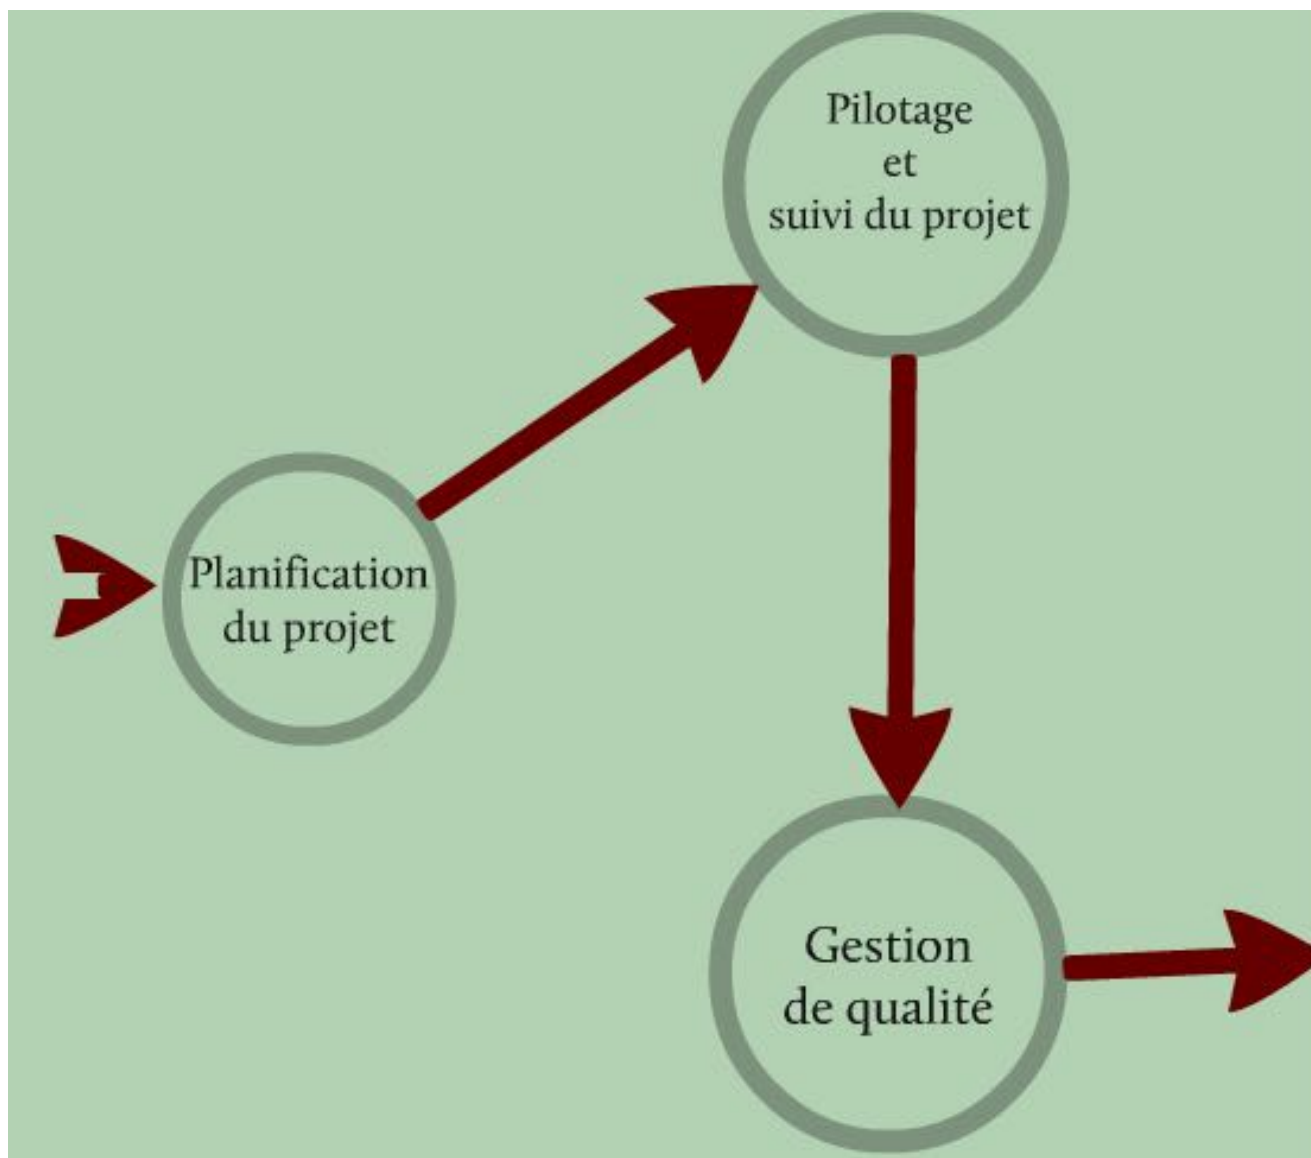 Pilotage
et
suivi du projet
Planification
du projet
Gestion
de qualité